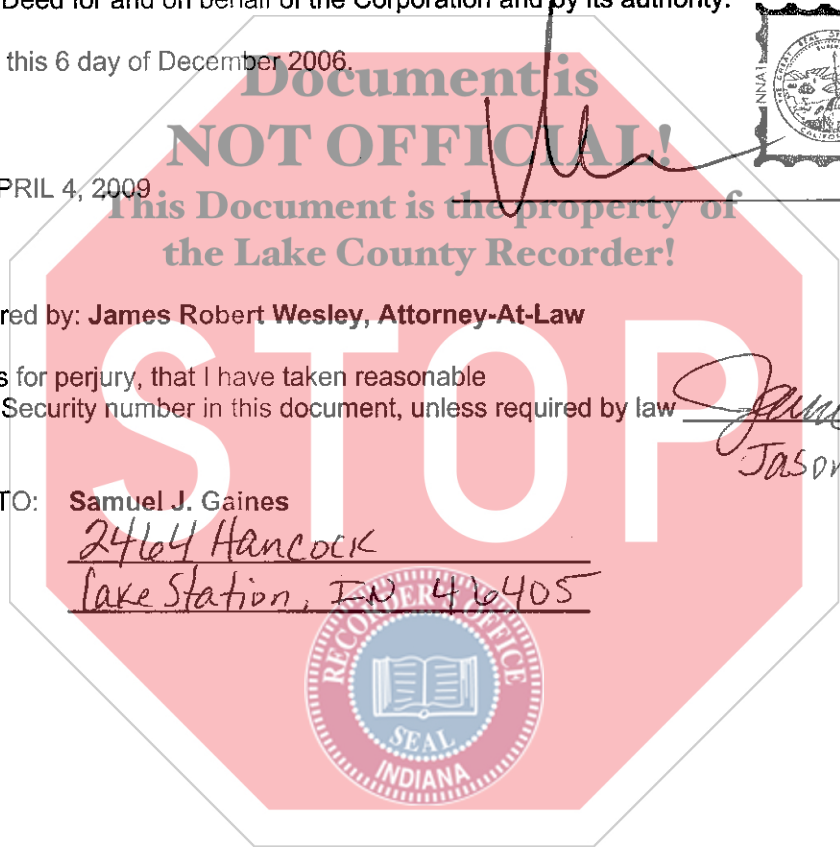 Deed for and on behalf of the Corporation and by its authority.
this 6 day of December 2006.
Document is
NOT OFFICIAL!
PRIL 4, 2009
This Document is the property of
the Lake County Recorder!
red by: James Robert Wesley, Attorney-At-Law
STOP
s for perjury, that I have taken reasonable
Security number in this document, unless required by law
Jason
TO: Samuel J. Gaines
2464 Hancock
Lake Station, IN 46405
RECORDER OFFICE
SEAL
INDIANA
NNA1